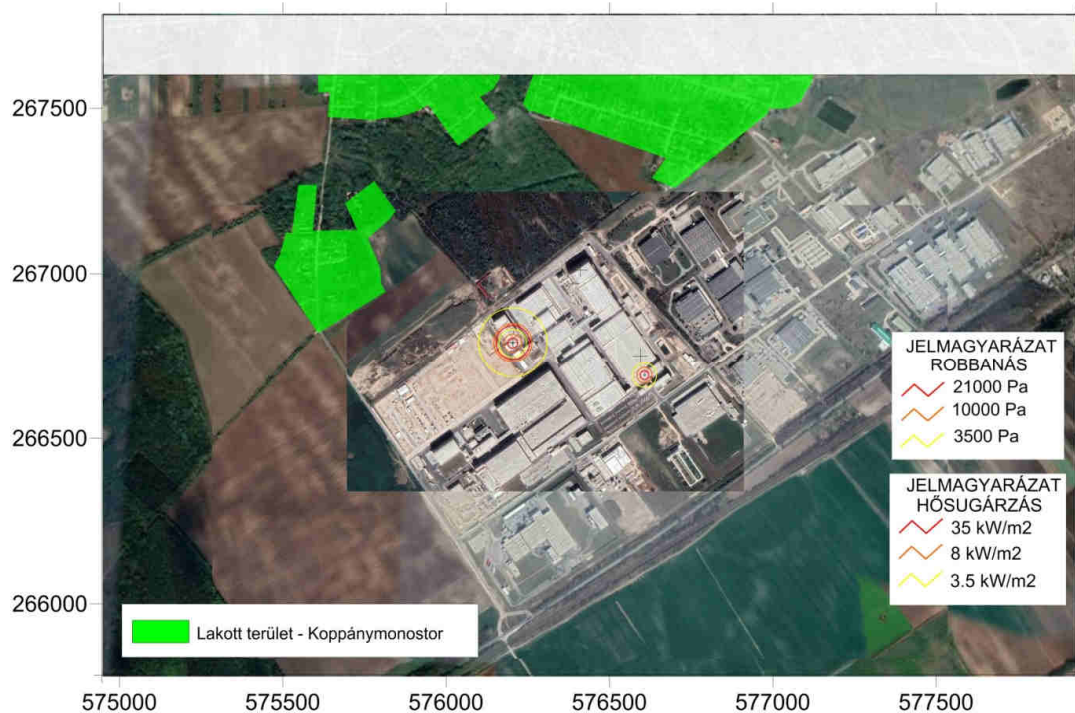 267500
267000
266500
266000
JELMAGYARÁZAT
ROBBANÁS
21000 Pa
10000 Pa
3500 Pa
JELMAGYARÁZAT
HŐSUGÁRZÁS
35 kW/m2
8 kW/m2
3.5 kW/m2
Lakott terület - Koppánymonostor
575000 575500 576000 576500 577000 577500